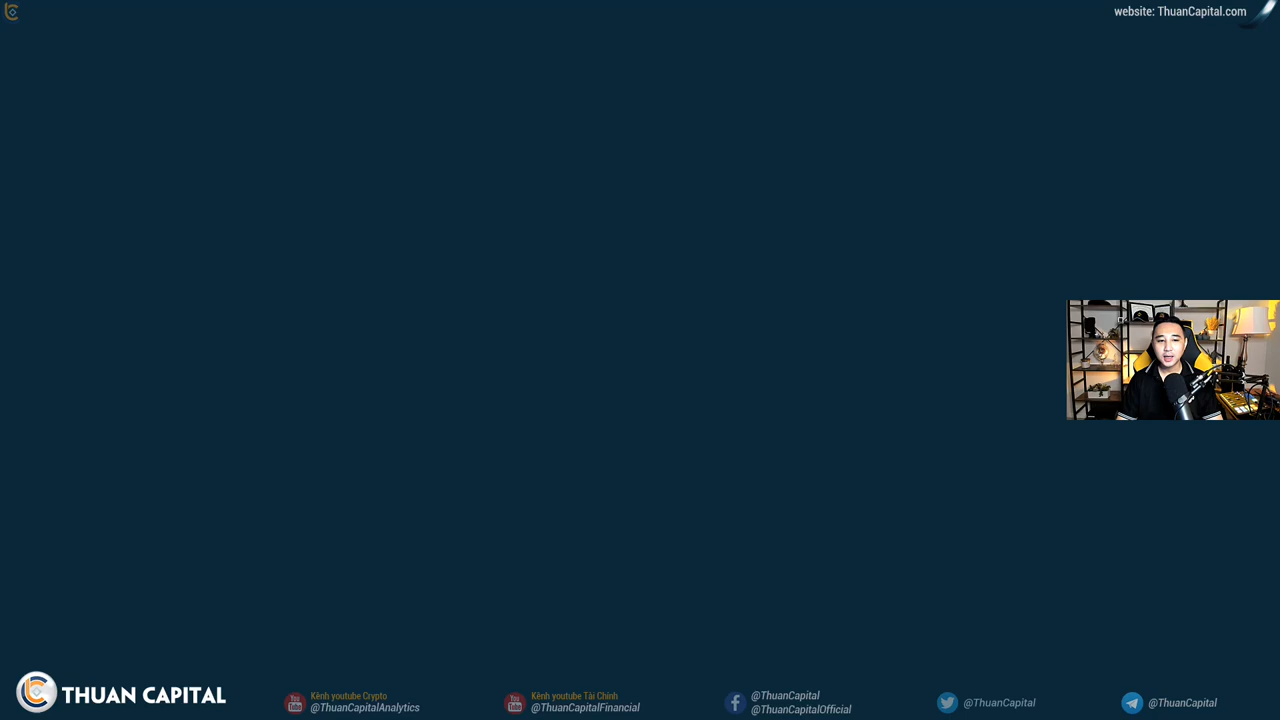 website: ThuanCapital.com
THUAN CAPITAL
Kênh youtube Crypto
@ThuanCapitalAnalytics
Kênh youtube Tài Chính
@ThuanCapitalFinancial
@ThuanCapital
@ThuanCapitalOfficial
@ThuanCapital
@ThuanCapital